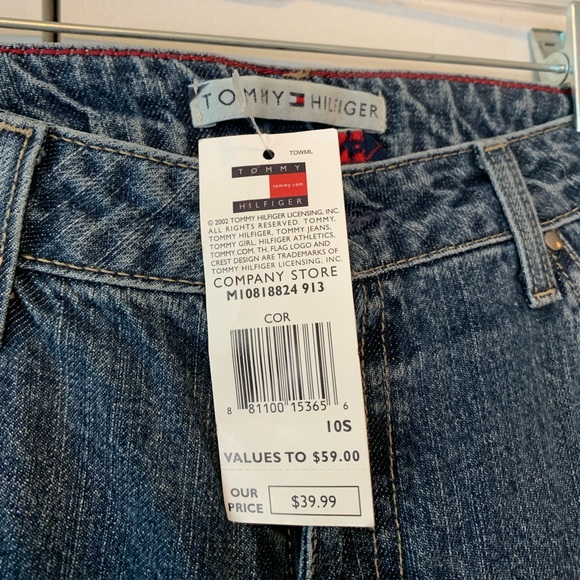 TOMMY HILFIGER
TDWML
TOMMY
tommy.com
HILFIGER
© 2002 TOMMY HILFIGER LICENSING, INC.
ALL RIGHTS RESERVED. TOMMY,
TOMMY HILFIGER, TOMMY JEANS,
TOMMY GIRL, HILFIGER ATHLETICS,
TOMMY.COM, TH, FLAG LOGO AND
CREST DESIGN ARE TRADEMARKS OF
TOMMY HILFIGER LICENSING, INC.
COMPANY STORE
M10818824 913
COR
8 81100 15365 6
10S
VALUES TO $59.00
OUR
PRICE
$39.99